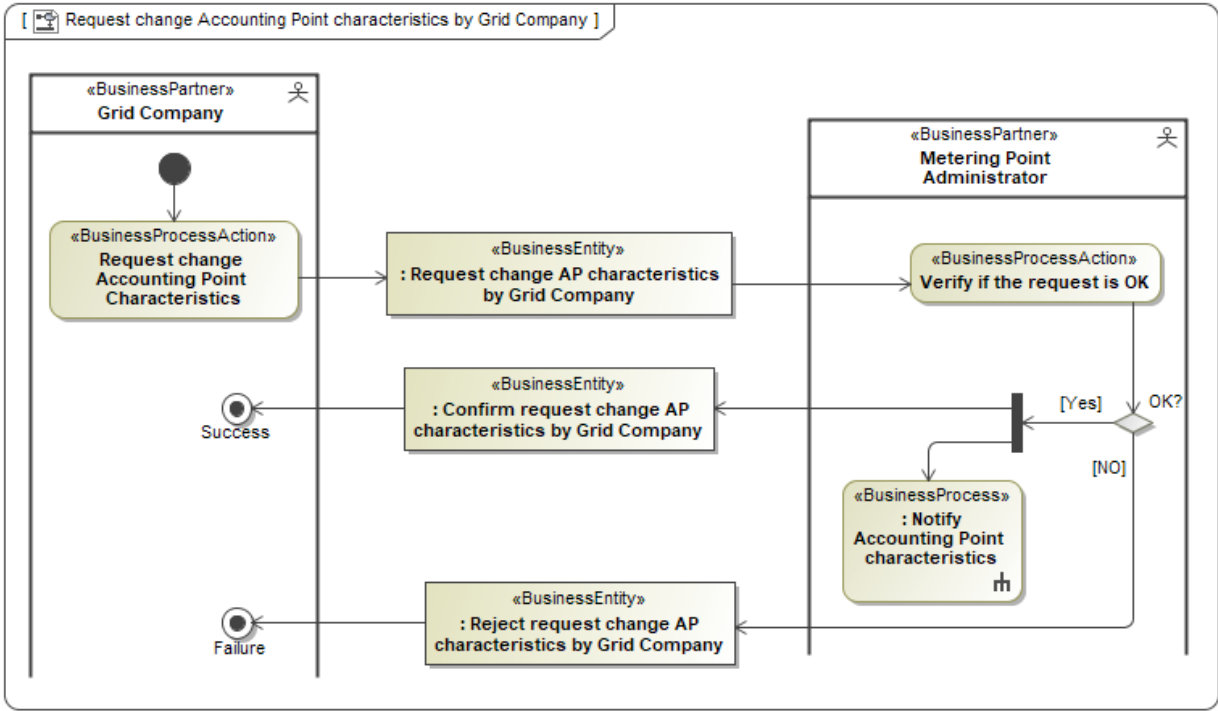 [ Request change Accounting Point characteristics by Grid Company ]
«BusinessPartner»
Grid Company
«BusinessPartner»
Metering Point
Administrator
«BusinessProcessAction»
Request change
Accounting Point
Characteristics
«BusinessEntity»
: Request change AP characteristics
by Grid Company
«BusinessProcessAction»
Verify if the request is OK
«BusinessEntity»
: Confirm request change AP
characteristics by Grid Company
Success
[Yes]
OK?
[NO]
«BusinessProcess»
: Notify
Accounting Point
characteristics
«BusinessEntity»
: Reject request change AP
characteristics by Grid Company
Failure